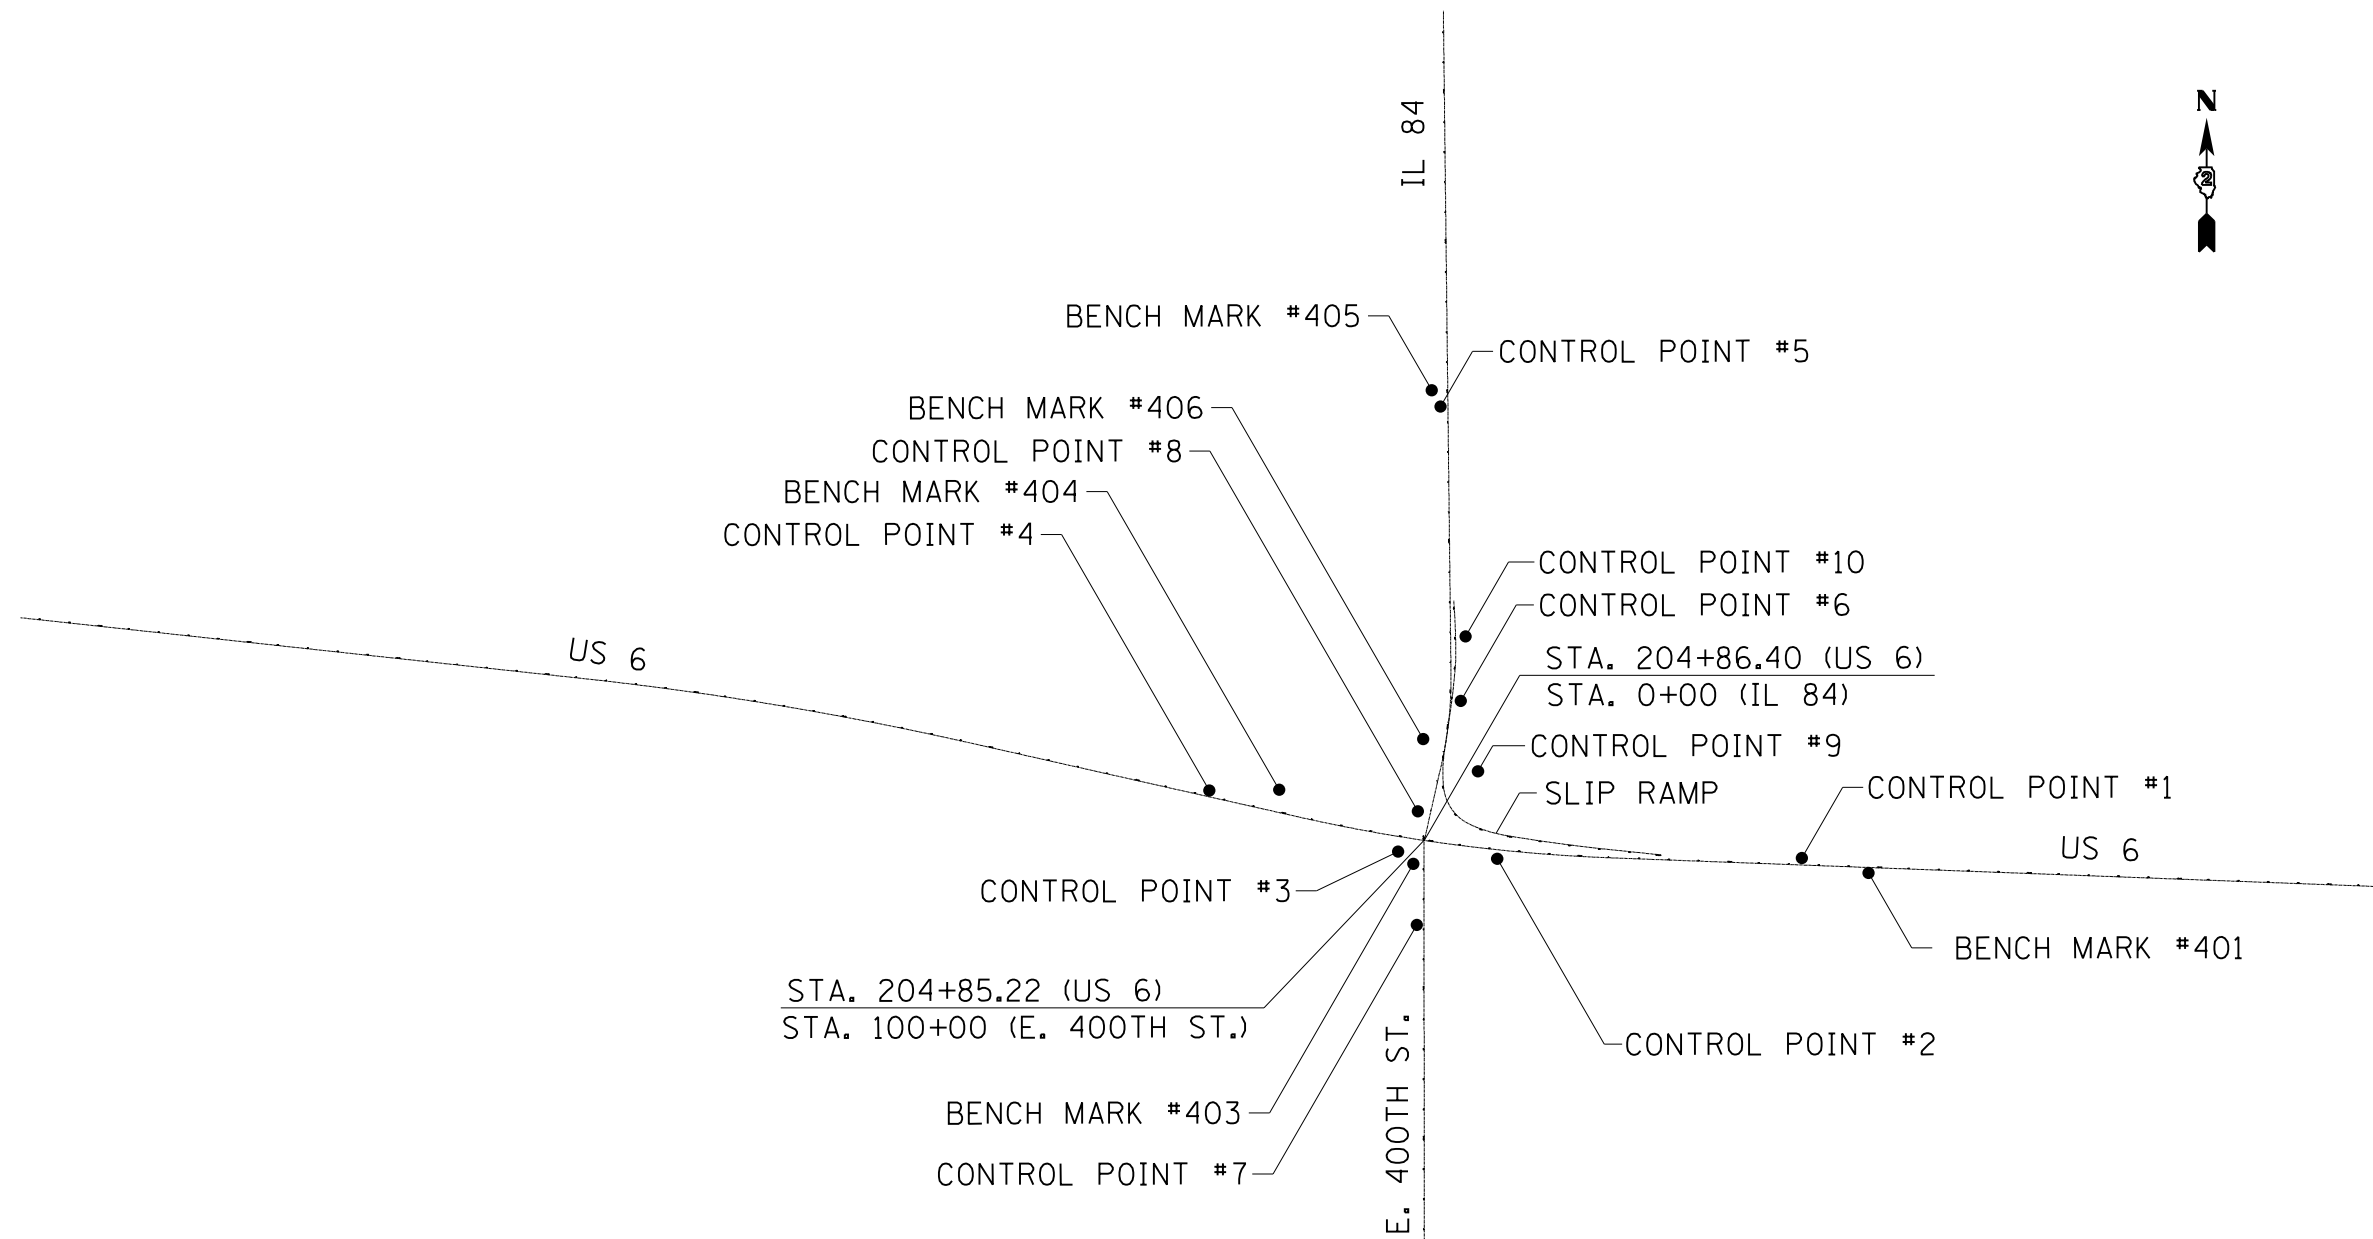 IL 84
N
2
BENCH MARK #405
CONTROL POINT #5
BENCH MARK #406
CONTROL POINT #8
BENCH MARK #404
CONTROL POINT #4
CONTROL POINT #10
CONTROL POINT #6
US 6
STA. 204+86.40 (US 6)
STA. 0+00 (IL 84)
CONTROL POINT #9
SLIP RAMP
CONTROL POINT #1
US 6
CONTROL POINT #3
BENCH MARK #401
STA. 204+85.22 (US 6)
STA. 100+00 (E. 400TH ST.)
CONTROL POINT #2
E. 400TH ST.
BENCH MARK #403
CONTROL POINT #7